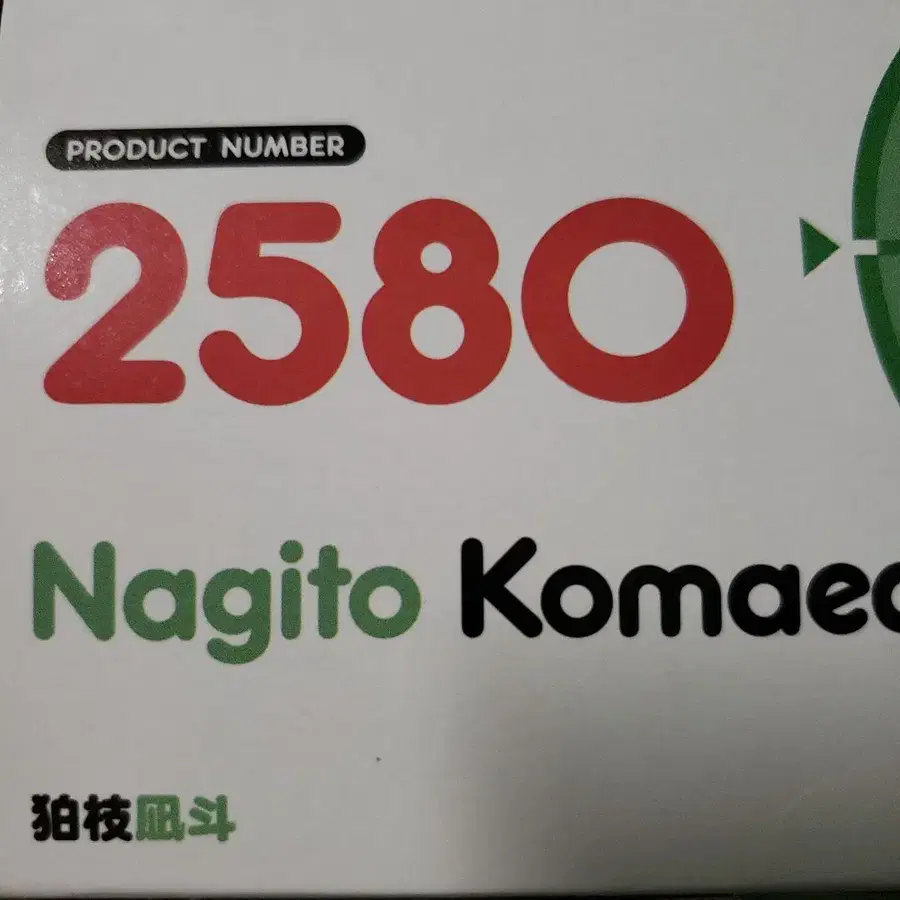 PRODUCT NUMBER
2580
Nagito Komaed
狛枝凪斗